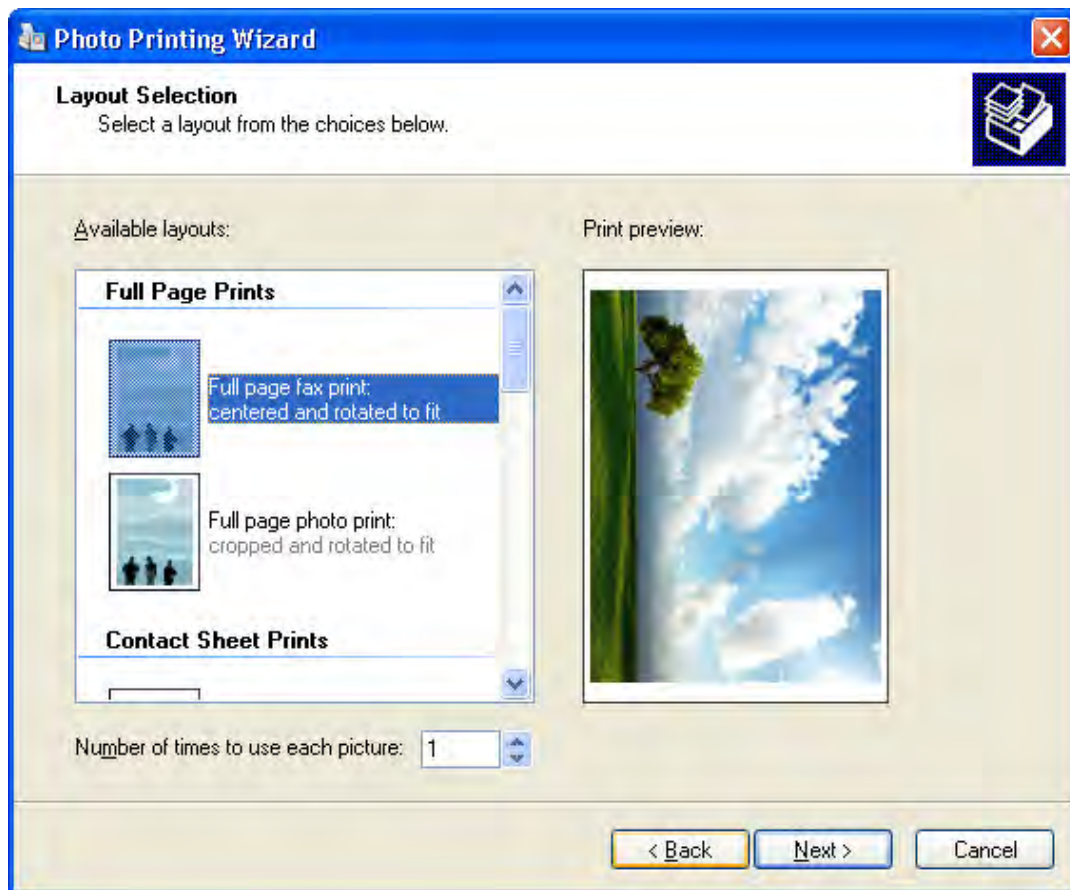 Photo Printing Wizard
Layout Selection
Select a layout from the choices below.
Available layouts:
Print preview:
Full Page Prints
Full page fax print:
centered and rotated to fit
Full page photo print:
cropped and rotated to fit
Contact Sheet Prints
Number of times to use each picture: 1
< Back
Next >
Cancel